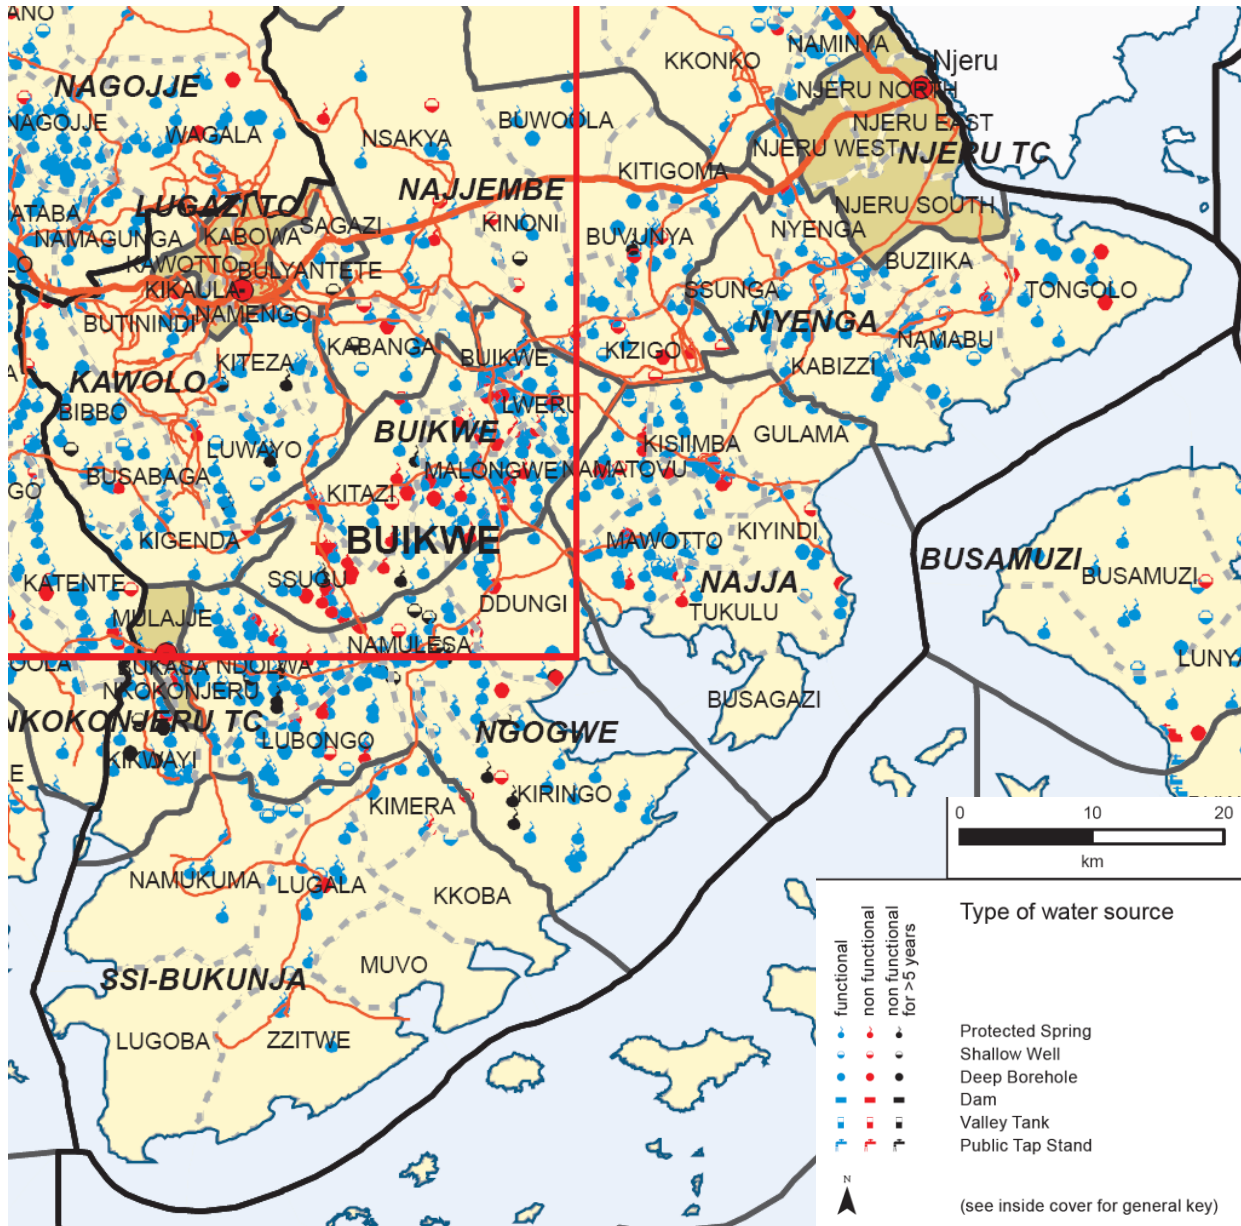 ANO
NAGOJJE
NAGOJJE
WAGALA
NSAKYA
BUWOOLA
KKONKO
NAMINYA
Njeru
NJERU NORTH
NJERU EAST
NJERU WEST
NJERU TC
KITIGOMA
NJERU SOUTH
ATABA
LUGAZI TC
NAJJEMBE
NAMAGUNGA
KABOWA
SAGAZI
KINONI
BUVUNYA
NYENGA
BUZIIKA
LO
KAWOTTO
BULYANTETE
KIKAULA
NAMENGO
SSUNGA
TONGOLO
BUTININDI
NYENGA
NAMABU
KITEZA
KABANGA
BUIKWE
KIZIGO
KABIZZI
A
KAWOLO
BIBBO
LWERU
BUIKWE
LUWAYO
KISIIMBA
GULAMA
BUSABAGA
MALONGWE
NAMATOVU
GO
KITAZI
KIGENDA
BUIKWE
MAWOTTO
KIYINDI
KATENTE
SSUGU
NAJJA
BUSAMUZI
BUSAMUZI
MULAJJE
DDUNGI
TUKULU
NAMULESA
OOLA
BUKASA
NDOLWA
LUNYA
NKOKONJERU
BUSAGAZI
NKOKONJERU TC
LUBONGO
NGOGWE
KIKWAYI
E
KIMERA
KIRINGO
0 10 20
km
NAMUKUMA
LUGALA
KKOBA
MUVO
SSI-BUKUNJA
LUGOBA
ZZITWE
Type of water source
functional
non functional
non functional
for >5 years
Protected Spring
Shallow Well
Deep Borehole
Dam
Valley Tank
Public Tap Stand
N
(see inside cover for general key)